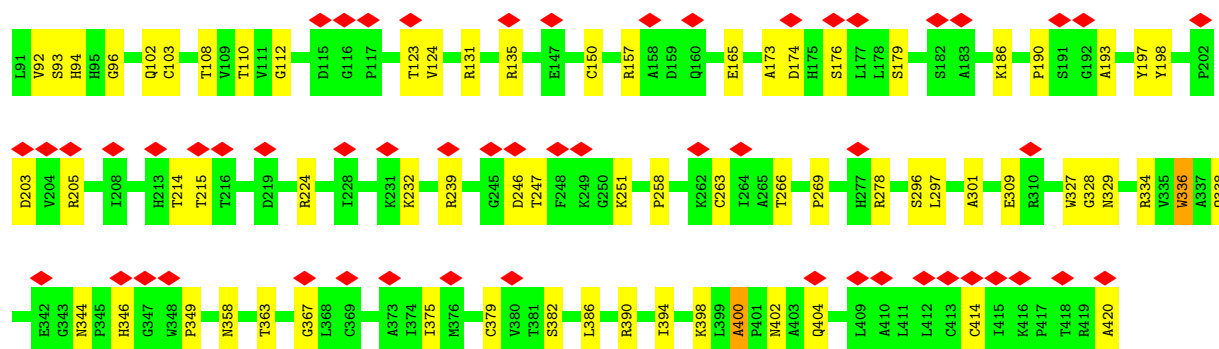 L91 V92 S93 H94 H95 G96 Q102 C103 T108 V109 T110 V111 G112 D115 G116 P117 T123 V124 R131 R135 E147 C150 R157 A158 D159 Q160 E165 A173 D174 H175 S176 L177 L178 S179 S182 A183 K186 P190 S191 G192 A193 Y197 Y198 P202
D203 V204 R205 I208 H213 T214 T215 T216 D219 R224 I228 K231 K232 R239 G245 D246 T247 F248 K249 G250 K251 P258 K262 C263 I264 A265 T266 P269 H277 R278 S296 L297 A301 E309 R310 W327 G328 N329 R334 V335 W336 A337
E342 G343 N344 P345 H346 G347 W348 P349 N358 T363 G367 L368 C369 A373 I374 I375 M376 C379 V380 T381 S382 L386 R390 I394 K398 L399 A400 P401 N402 A403 Q404 L409 A410 L411 L412 C413 C414 I415 K416 P417 T418 R419 A420